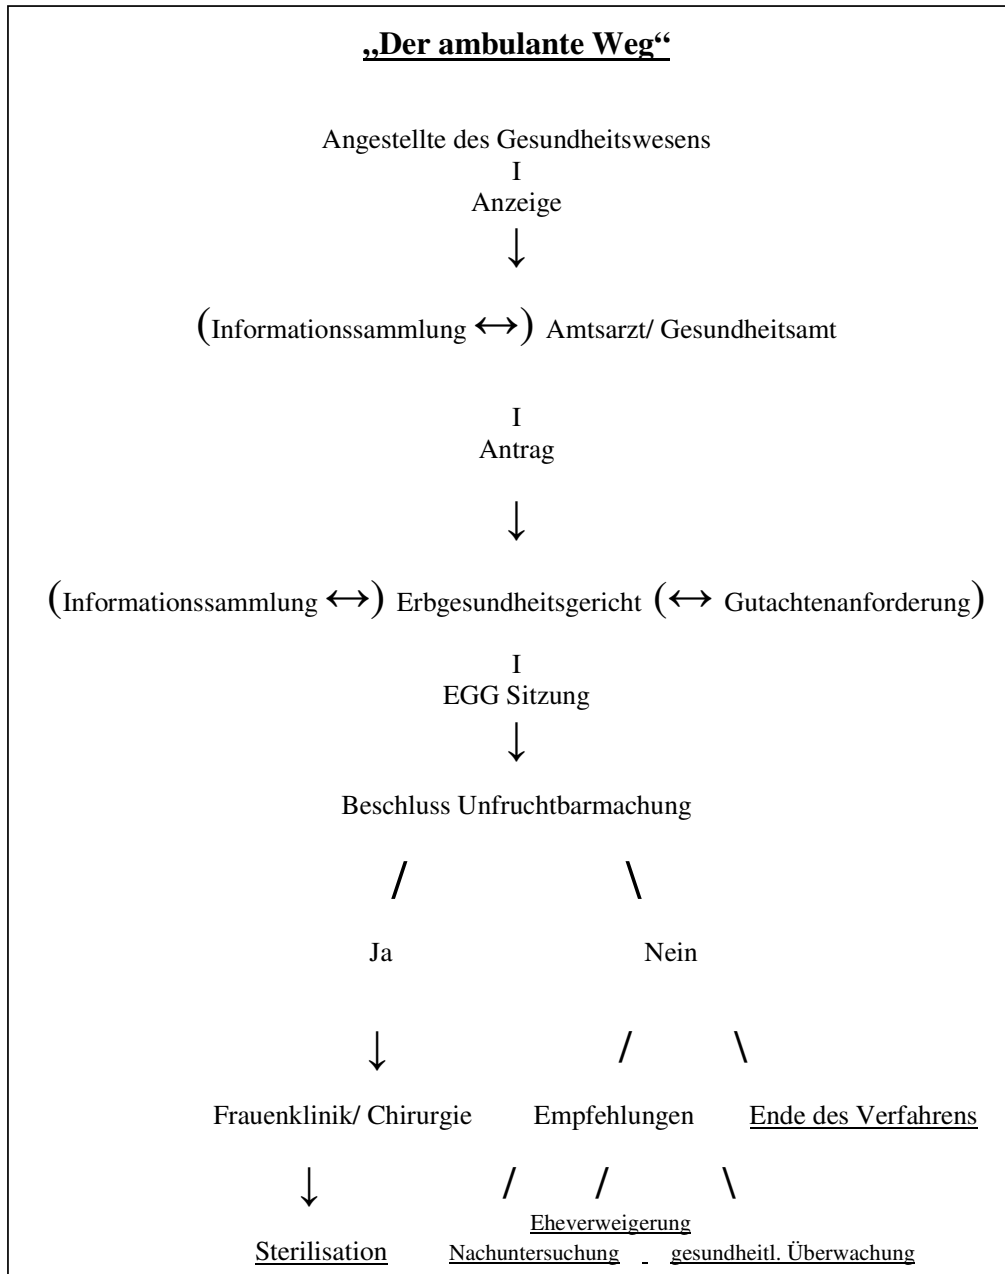 „Der ambulante Weg“
Angestellte des Gesundheitswesens
I
Anzeige
↓
(Informationssammlung ↔) Amtsarzt/ Gesundheitsamt
I
Antrag
↓
(Informationssammlung ↔) Erbgesundheitsgericht (↔ Gutachtenanforderung)
I
EGG Sitzung
↓
Beschluss Unfruchtbarmachung
/ \
Ja Nein
↓ / \
Frauenklinik/ Chirurgie Empfehlungen Ende des Verfahrens
↓ / / \
Eheverweigerung
Sterilisation Nachuntersuchung gesundheitl. Überwachung